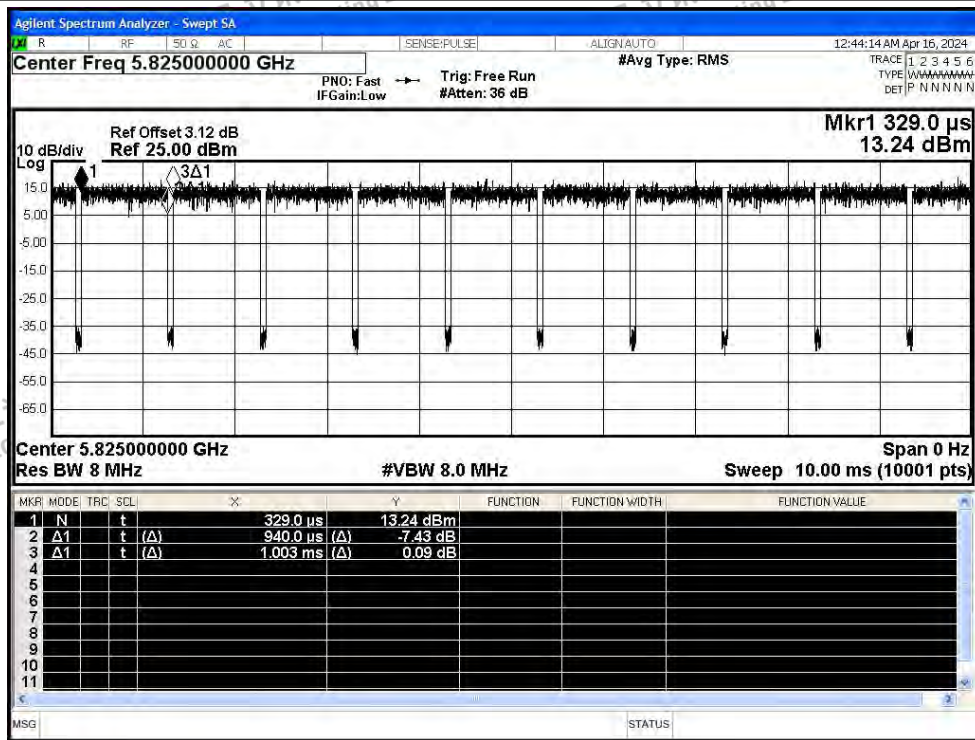 Agilent Spectrum Analyzer - Swept SA
LXI R RF 50 Ω AC SENSE:PULSE ALIGNAUTO 12:44:14 AM Apr 16, 2024
Center Freq 5.825000000 GHz
#Avg Type: RMS
TRACE 1 2 3 4 5 6
TYPE WWWWWW
DET P N N N N N
PNO: Fast
IFGain:Low
Trig: Free Run
#Atten: 36 dB
Mkr1 329.0 µs
13.24 dBm
Ref Offset 3.12 dB
10 dB/div Ref 25.00 dBm
Log
1
3Δ1
15.0
5.00
-5.00
-15.0
-25.0
-35.0
-45.0
-55.0
-65.0
Center 5.825000000 GHz Span 0 Hz
Res BW 8 MHz #VBW 8.0 MHz Sweep 10.00 ms (10001 pts)
MKR MODE TRC SCL X Y FUNCTION FUNCTION WIDTH FUNCTION VALUE
1 N t 329.0 µs 13.24 dBm
2 Δ1 t (Δ) 940.0 µs (Δ) -7.43 dB
3 Δ1 t (Δ) 1.003 ms (Δ) 0.09 dB
4
5
6
7
8
9
10
11
MSG STATUS